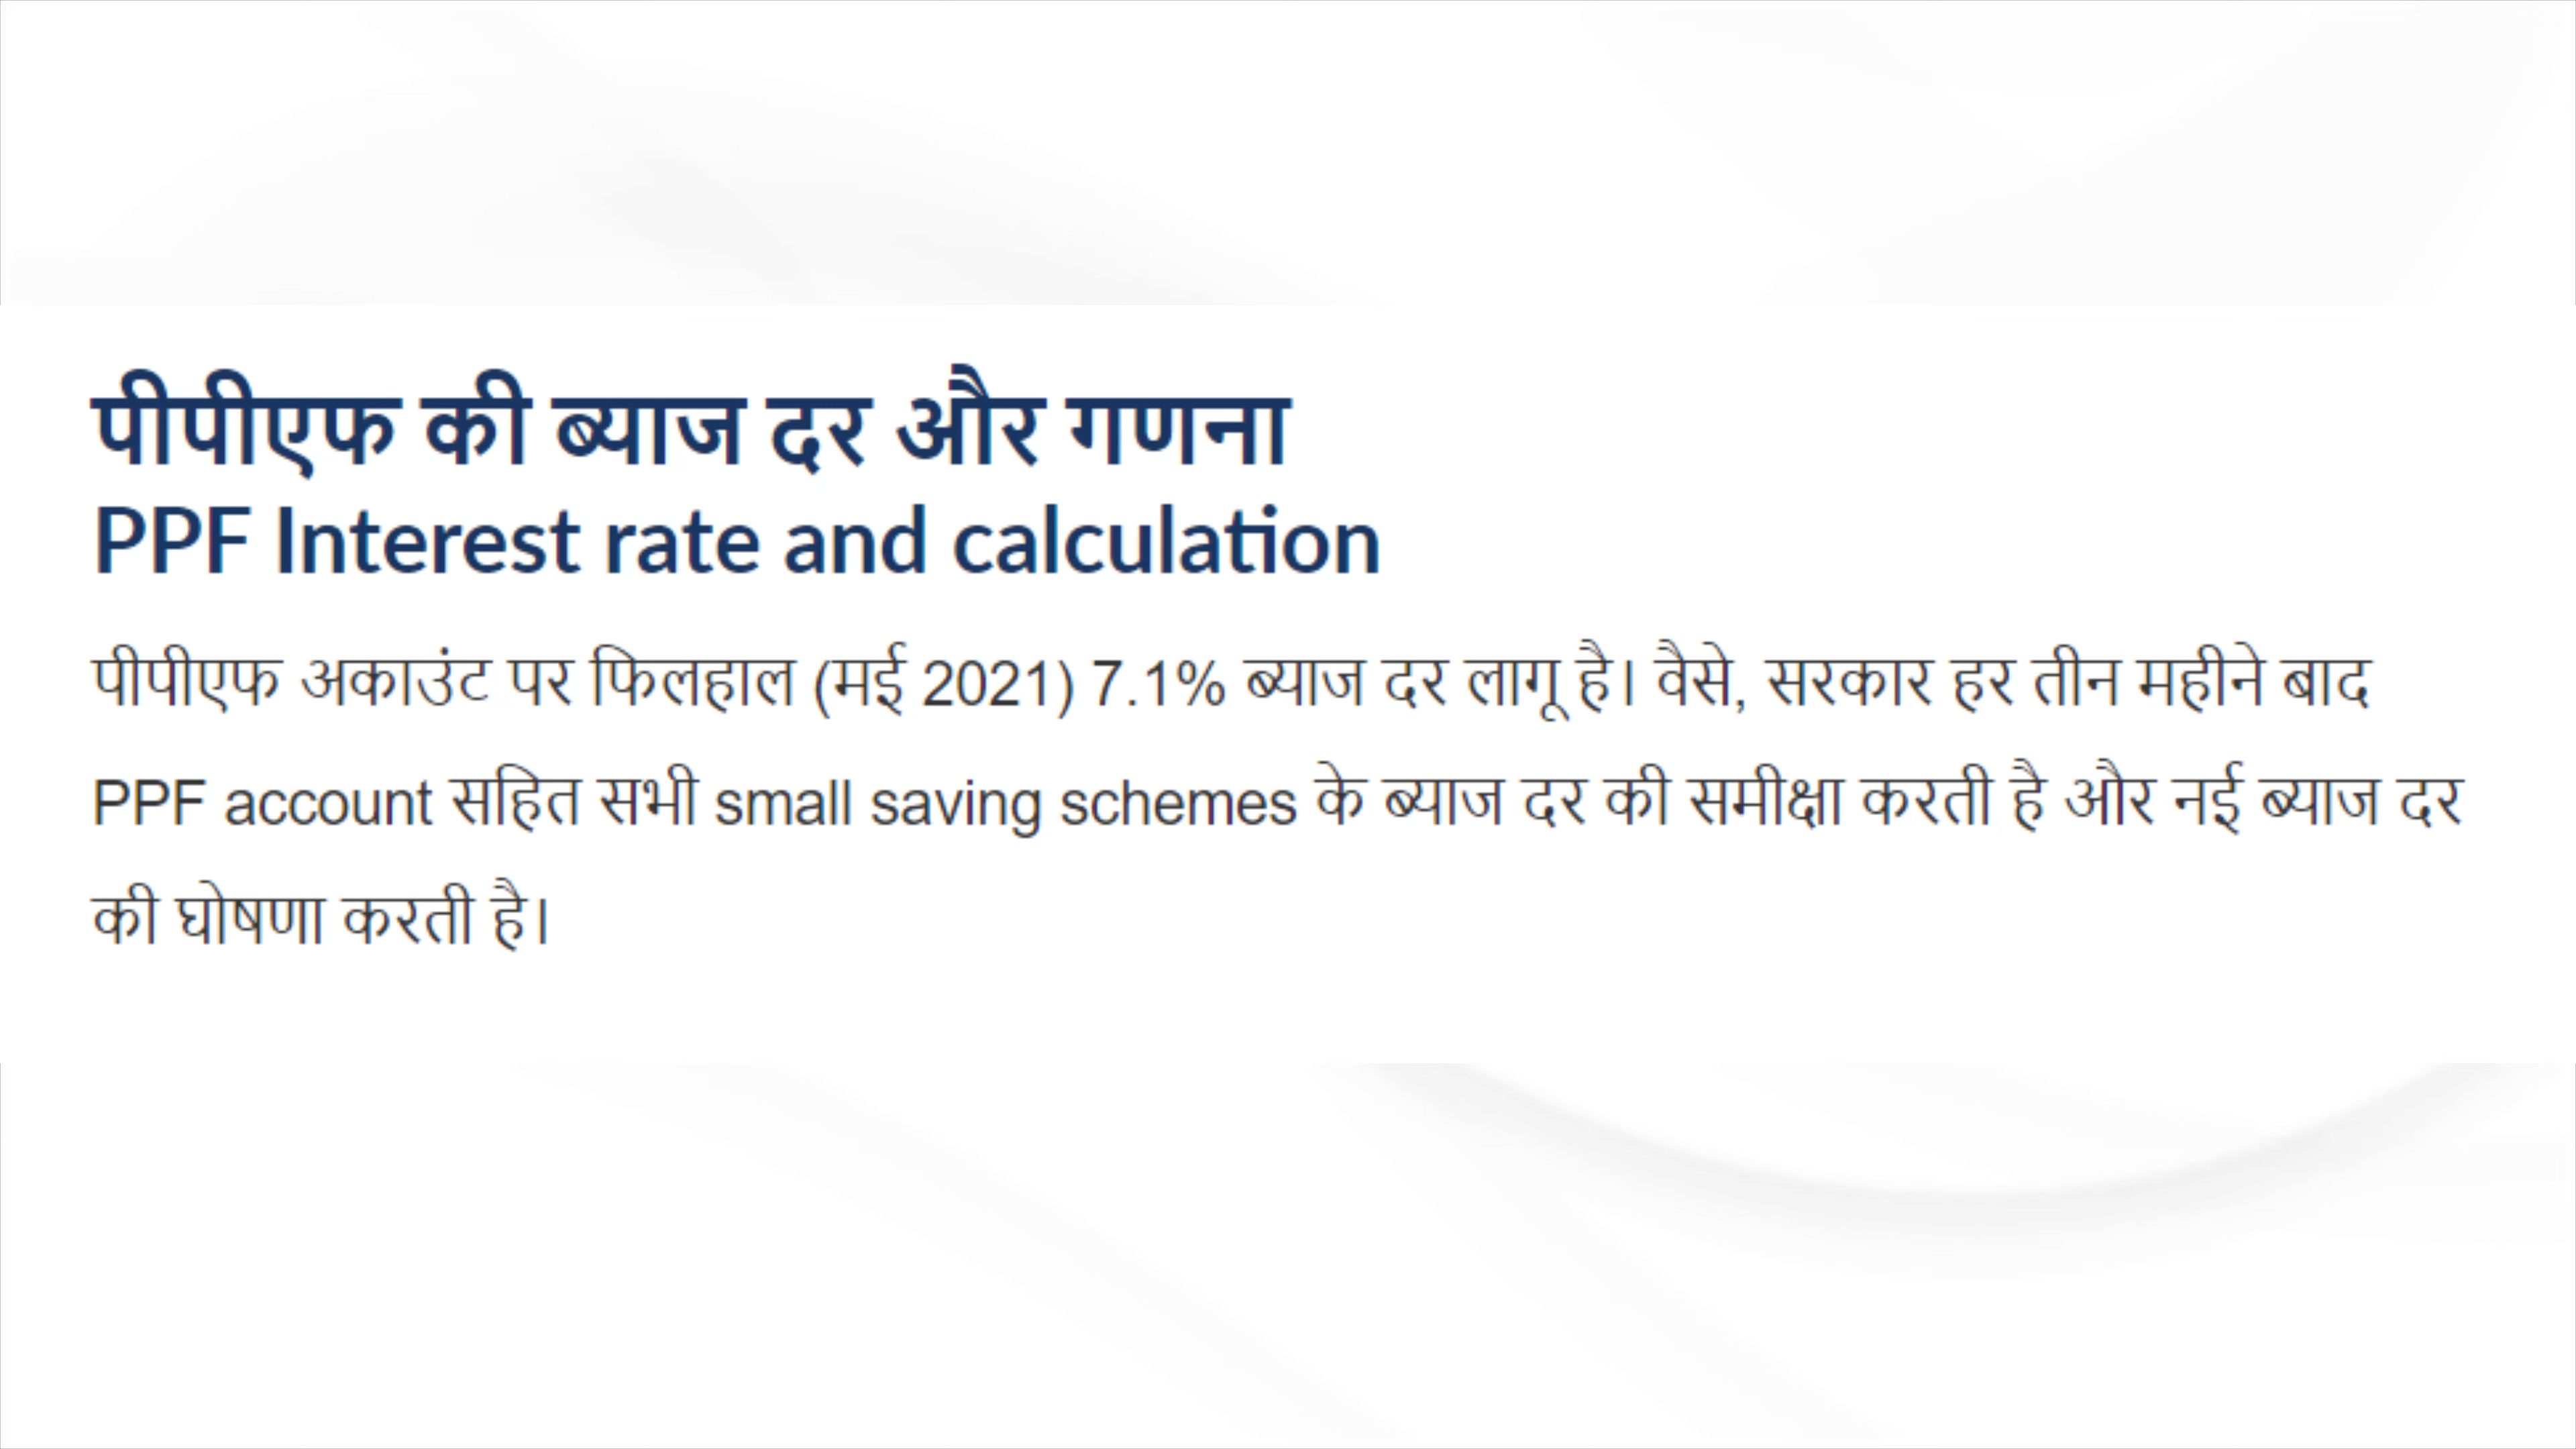 पीपीएफ की ब्याज दर और गणना
PPF Interest rate and calculation
पीपीएफ अकाउंट पर फिलहाल (मई 2021) 7.1% ब्याज दर लागू है। वैसे, सरकार हर तीन महीने बाद
PPF account सहित सभी small saving schemes के ब्याज दर की समीक्षा करती है और नई ब्याज दर
की घोषणा करती है।